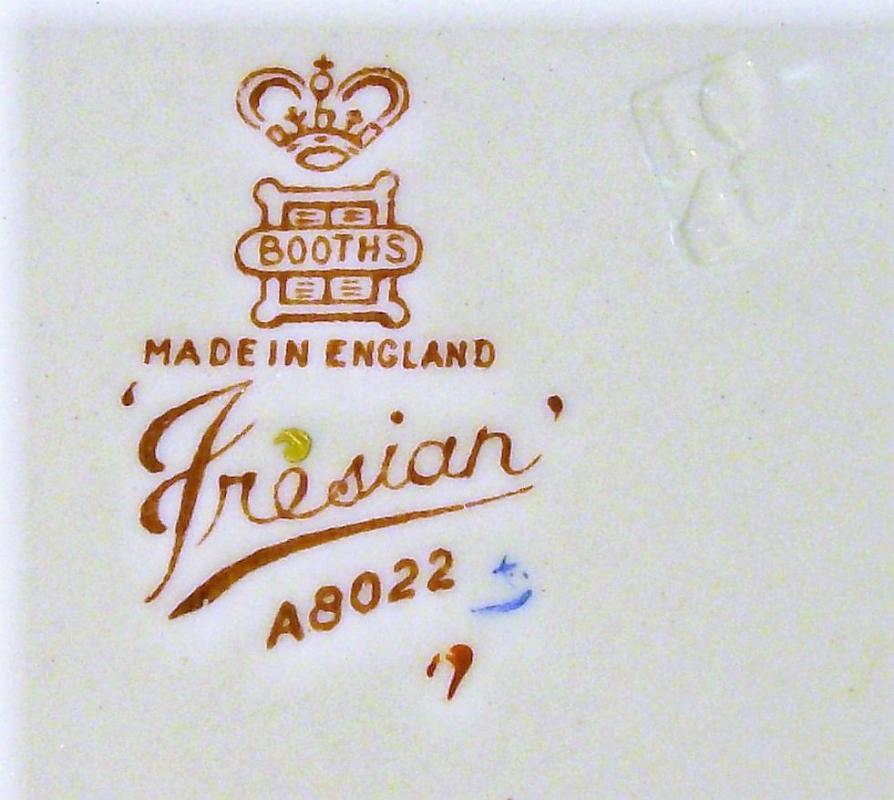 BOOTHS
MADE IN ENGLAND
'Fresian'
A8022